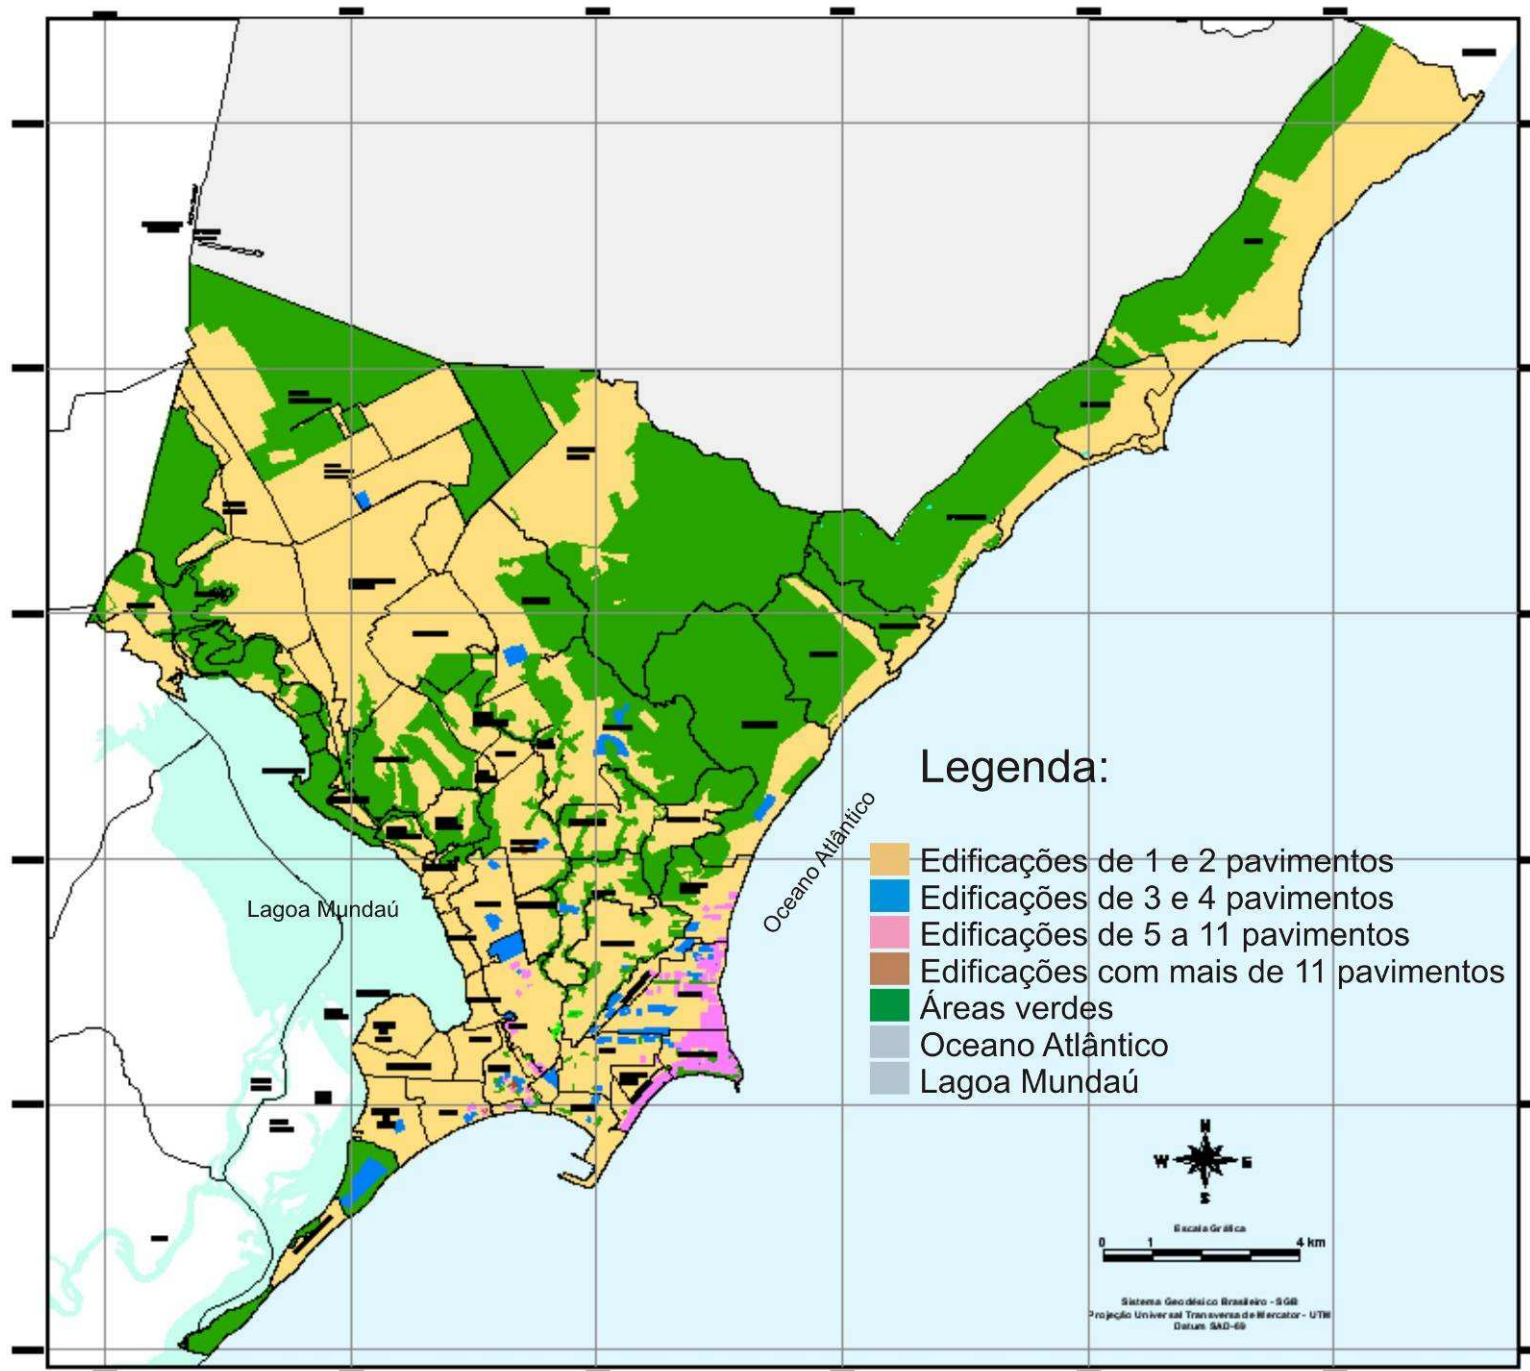 Legenda:
Edificações de 1 e 2 pavimentos
Edificações de 3 e 4 pavimentos
Edificações de 5 a 11 pavimentos
Edificações com mais de 11 pavimentos
Áreas verdes
Oceano Atlântico
Lagoa Mundaú
Oceano Atlântico
Lagoa Mundaú
N
W E
S
Escala Gráfica
0 1 4 km
Sistema Geodésico Brasileiro - SGB
Projeção Universal Transversa de Mercator - UTM
Datum SAD-69